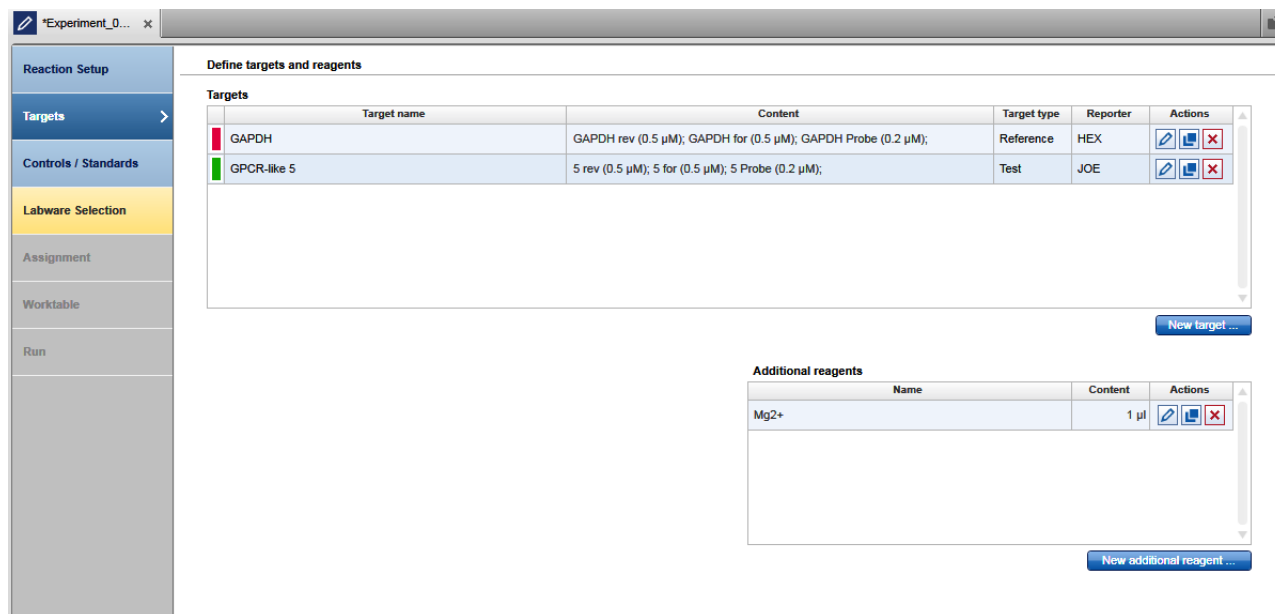 *Experiment_0...
Reaction Setup
Targets
Controls / Standards
Labware Selection
Assignment
Worktable
Run
Define targets and reagents
Targets
Target name Content Target type Reporter Actions
GAPDH GAPDH rev (0.5 µM); GAPDH for (0.5 µM); GAPDH Probe (0.2 µM); Reference HEX
GPCR-like 5 5 rev (0.5 µM); 5 for (0.5 µM); 5 Probe (0.2 µM); Test JOE
New target ...
Additional reagents
Name Content Actions
Mg2+ 1 µl
New additional reagent ...